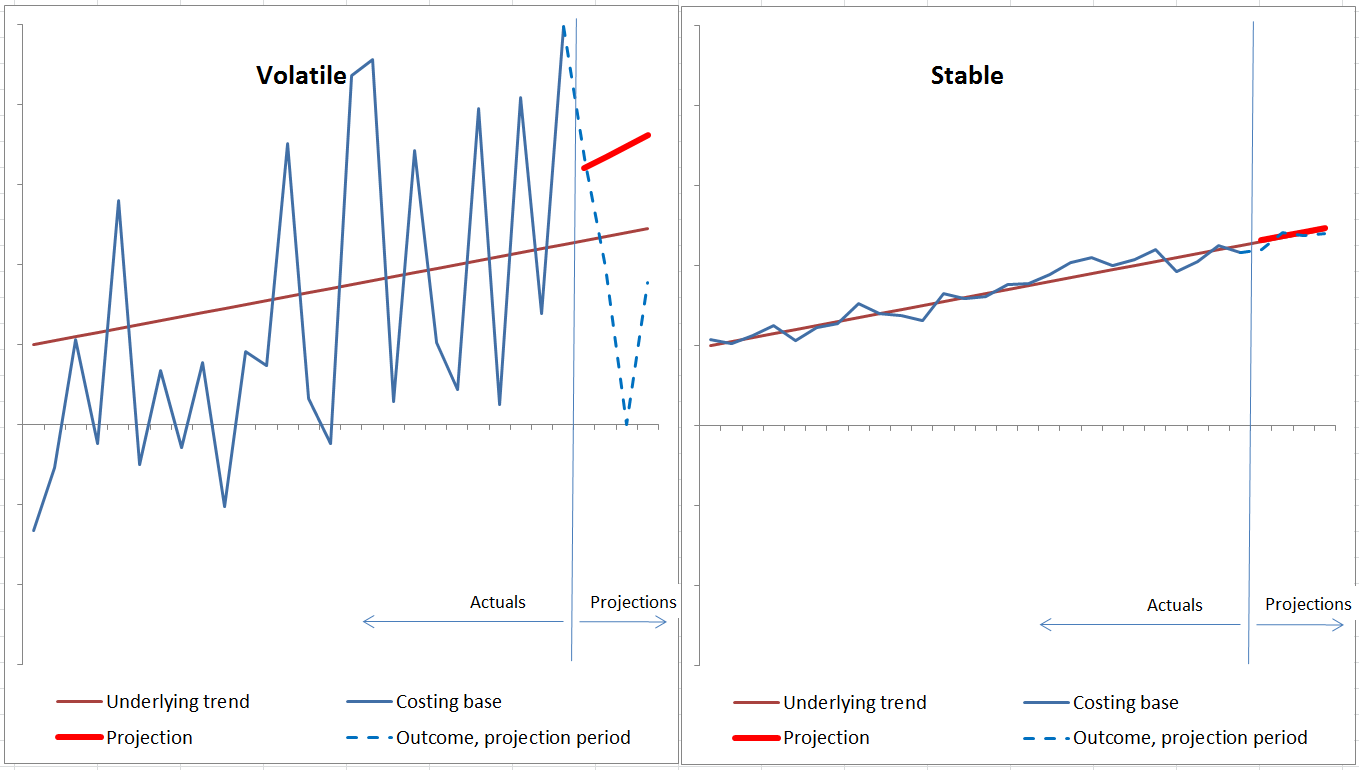 Volatile
Actuals
Projections
Underlying trend
Costing base
Projection
Outcome, projection period
Stable
Actuals
Projections
Underlying trend
Costing base
Projection
Outcome, projection period